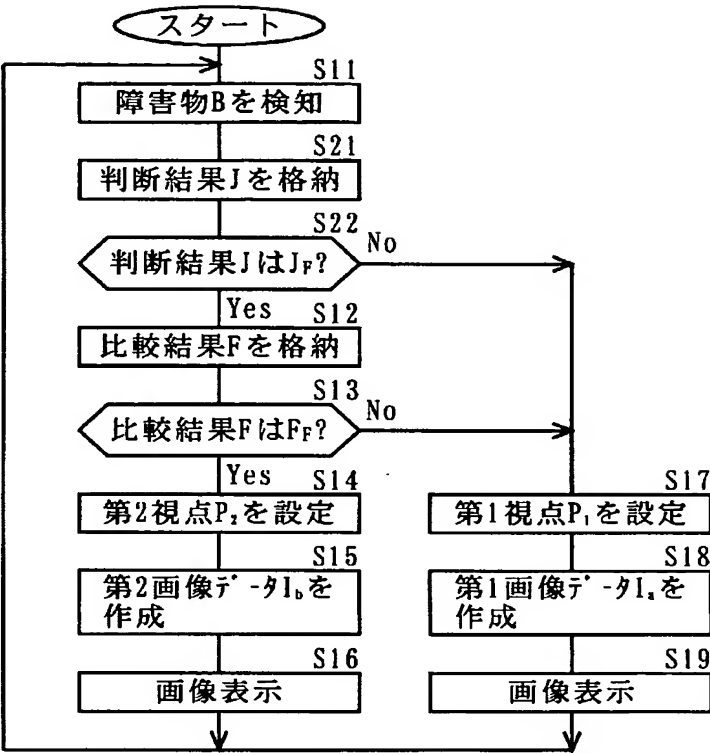 スタート
S11
障害物Bを検知
S21
判断結果Jを格納
S22
判断結果JはJF?
No
Yes
S12
比較結果Fを格納
S13
比較結果FはFF?
No
Yes
S14
第2視点P2を設定
S15
第2画像データIbを
作成
S16
画像表示
S17
第1視点P1を設定
S18
第1画像データIaを
作成
S19
画像表示